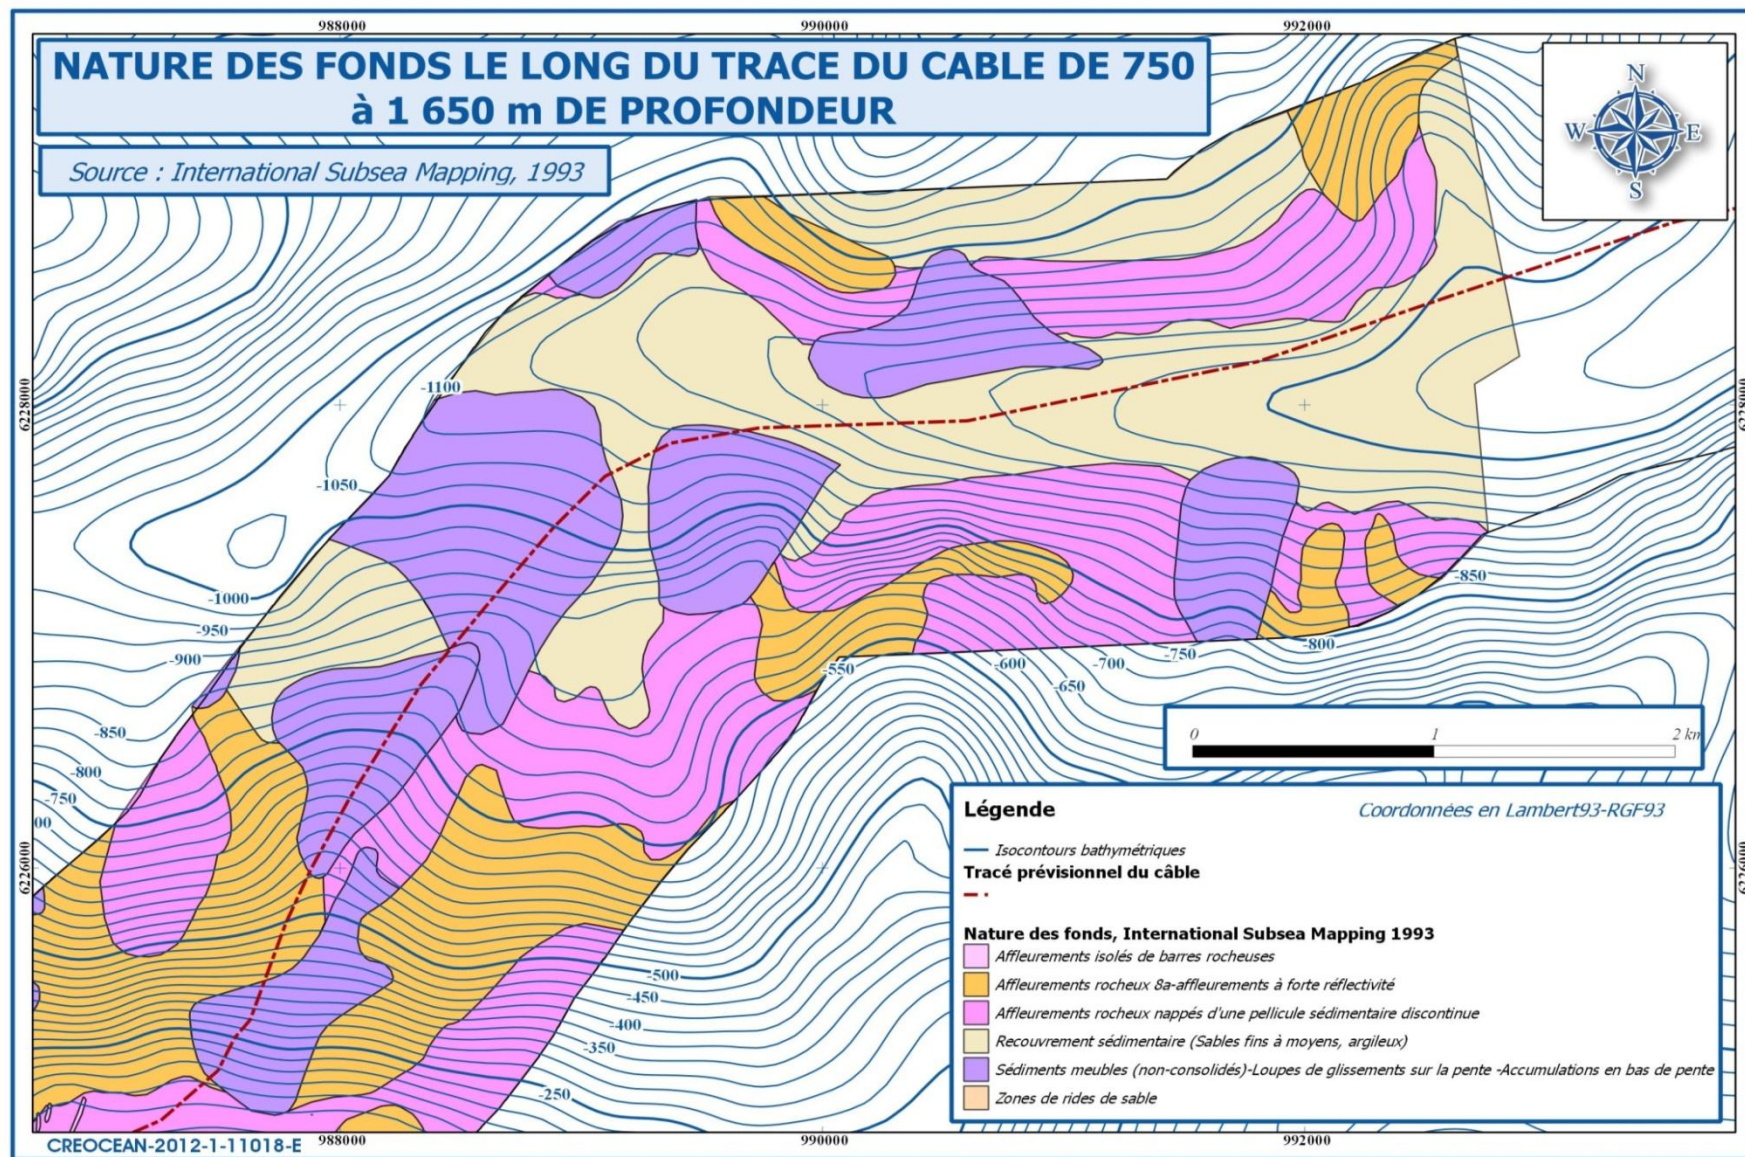 988000
990000
992000
NATURE DES FONDS LE LONG DU TRACE DU CABLE DE 750
à 1 650 m DE PROFONDEUR
Source : International Subsea Mapping, 1993
N
W E
S
6228000
6228000
-1100
-1050
-1000
-950
-900
-850
-800
-750
00
-850
-800
-750
-700
-650
-600
-550
-500
-450
-400
-350
-250
0 1 2 km
6226000
6226000
Légende
Coordonnées en Lambert93-RGF93
Isocontours bathymétriques
Tracé prévisionnel du câble
Nature des fonds, International Subsea Mapping 1993
Affleurements isolés de barres rocheuses
Affleurements rocheux 8a-affleurements à forte réflectivité
Affleurements rocheux nappés d'une pellicule sédimentaire discontinue
Recouvrement sédimentaire (Sables fins à moyens, argileux)
Sédiments meubles (non-consolidés)-Loupes de glissements sur la pente -Accumulations en bas de pente
Zones de rides de sable
CREOCEAN-2012-1-11018-E
988000
990000
992000